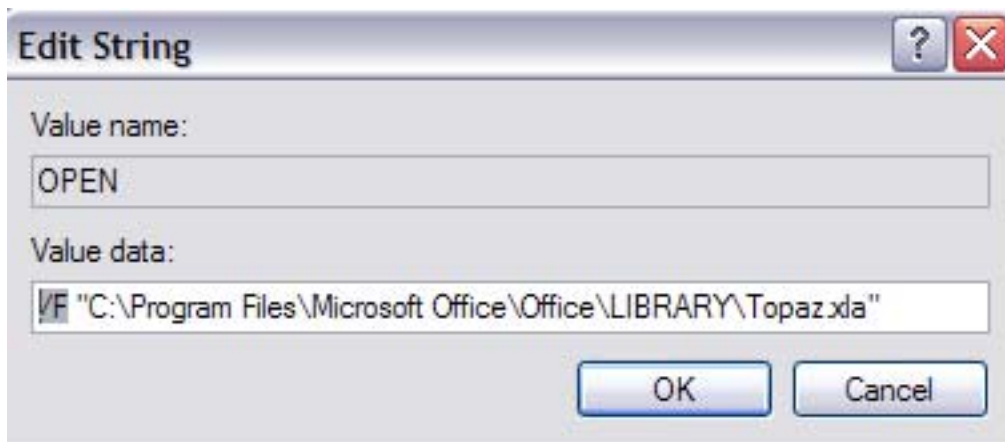 Edit String
Value name:
OPEN
Value data:
/F "C:\Program Files\Microsoft Office\Office\LIBRARY\Topaz.xla"
OK Cancel